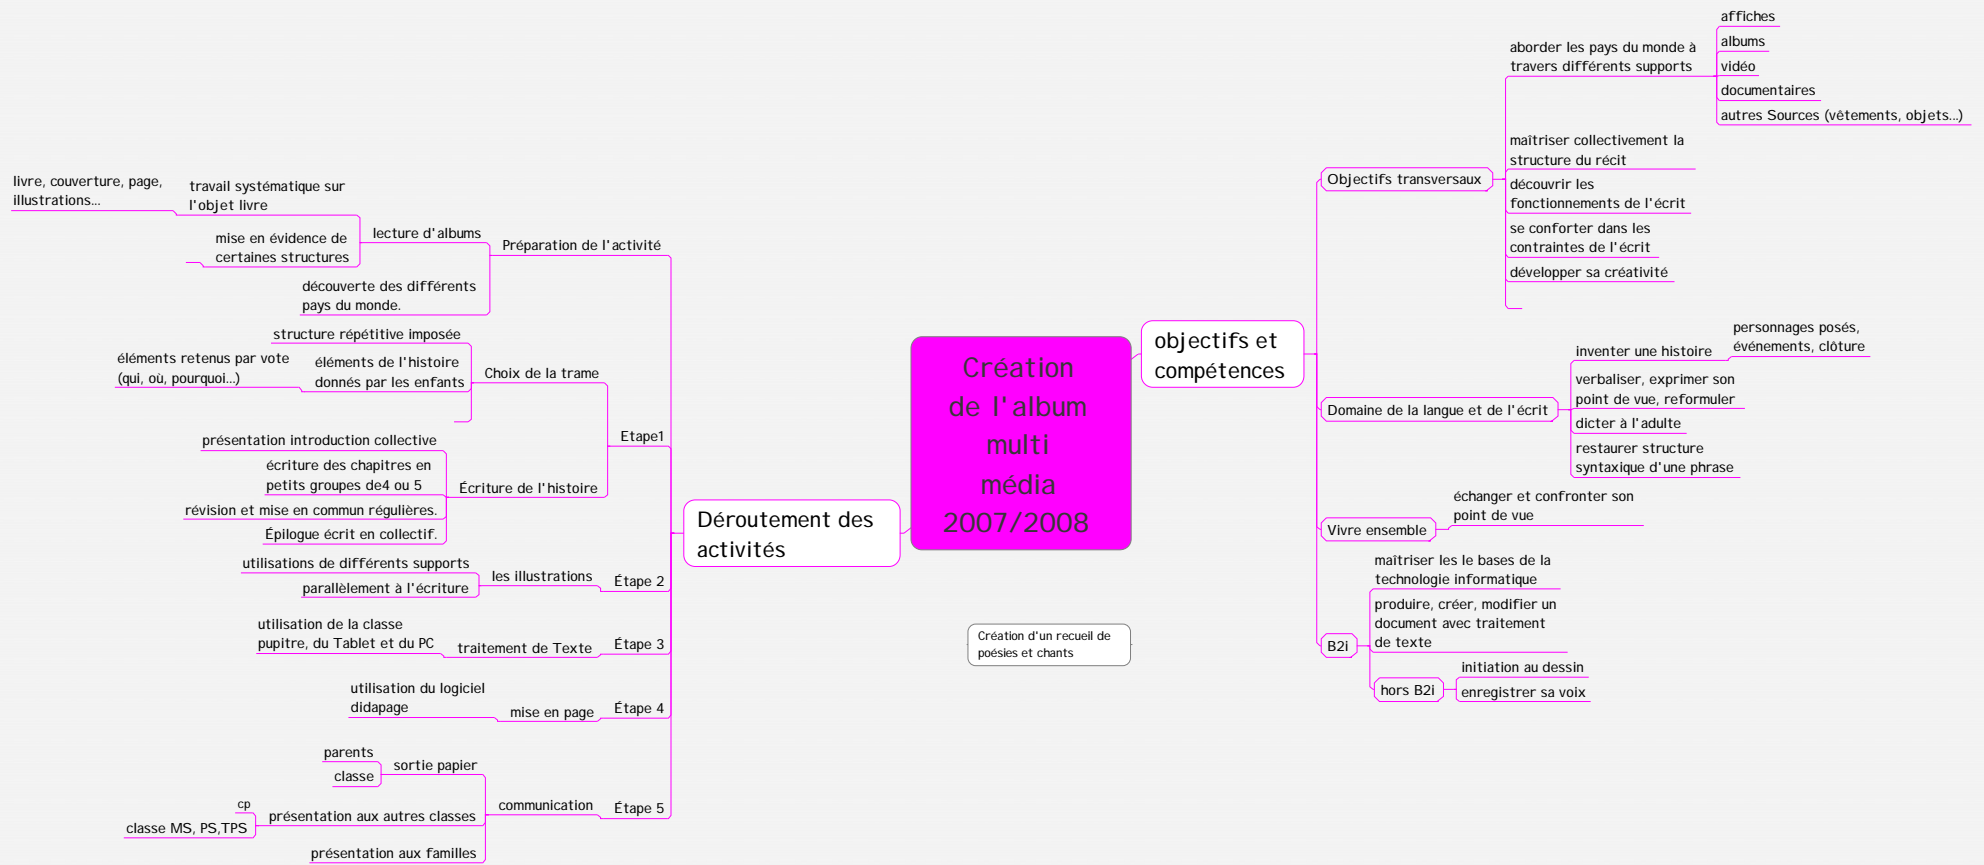 Création
de l'album
multi
média
2007/2008
objectifs et
compétences
Objectifs transversaux
aborder les pays du monde à
travers différents supports
affiches
albums
vidéo
documentaires
autres Sources (vêtements, objets...)
maîtriser collectivement la
structure du récit
découvrir les
fonctionnements de l'écrit
se conforter dans les
contraintes de l'écrit
développer sa créativité
Domaine de la langue et de l'écrit
inventer une histoire
personnages posés,
événements, clôture
verbaliser, exprimer son
point de vue, reformuler
dicter à l'adulte
restaurer structure
syntaxique d'une phrase
Vivre ensemble
échanger et confronter son
point de vue
B2i
maîtriser les le bases de la
technologie informatique
produire, créer, modifier un
document avec traitement
de texte
hors B2i
initiation au dessin
enregistrer sa voix
Déroutement des
activités
Préparation de l'activité
lecture d'albums
travail systématique sur
l'objet livre
livre, couverture, page,
illustrations...
mise en évidence de
certaines structures
découverte des différents
pays du monde.
Etape1
Choix de la trame
structure répétitive imposée
éléments de l'histoire
donnés par les enfants
éléments retenus par vote
(qui, où, pourquoi...)
Écriture de l'histoire
présentation introduction collective
écriture des chapitres en
petits groupes de4 ou 5
révision et mise en commun régulières.
Épilogue écrit en collectif.
Étape 2
les illustrations
utilisations de différents supports
parallèlement à l'écriture
Étape 3
traitement de Texte
utilisation de la classe
pupitre, du Tablet et du PC
Étape 4
mise en page
utilisation du logiciel
didapage
Étape 5
communication
sortie papier
parents
classe
présentation aux autres classes
cp
classe MS, PS,TPS
présentation aux familles
Création d'un recueil de
poésies et chants